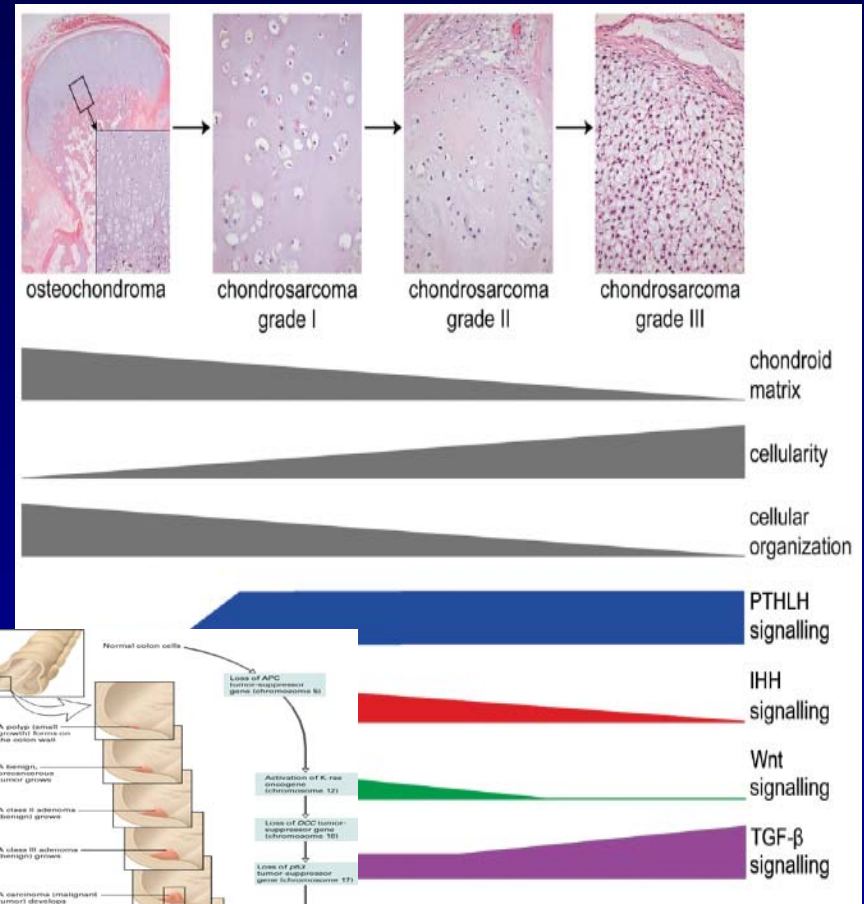 osteochondroma
chondrosarcoma
grade I
chondrosarcoma
grade II
chondrosarcoma
grade III
chondroid
matrix
cellularity
cellular
organization
PTHLH
signalling
IHH
signalling
Wnt
signalling
TGF-β
signalling
Normal colon cells
Loss of APC
tumor-suppressor
gene (chromosome 5)
A polyp (small
growth) forms on
the colon wall
A benign,
precancerous
tumor grows
Activation of K-ras
oncogene
(chromosome 12)
A class II adenoma
(benign) grows
Loss of DCC tumor-
suppressor gene
(chromosome 18)
A class III adenoma
(benign) grows
Loss of p53
tumor-suppressor
gene (chromosome 17)
A carcinoma (malignant
tumor) develops